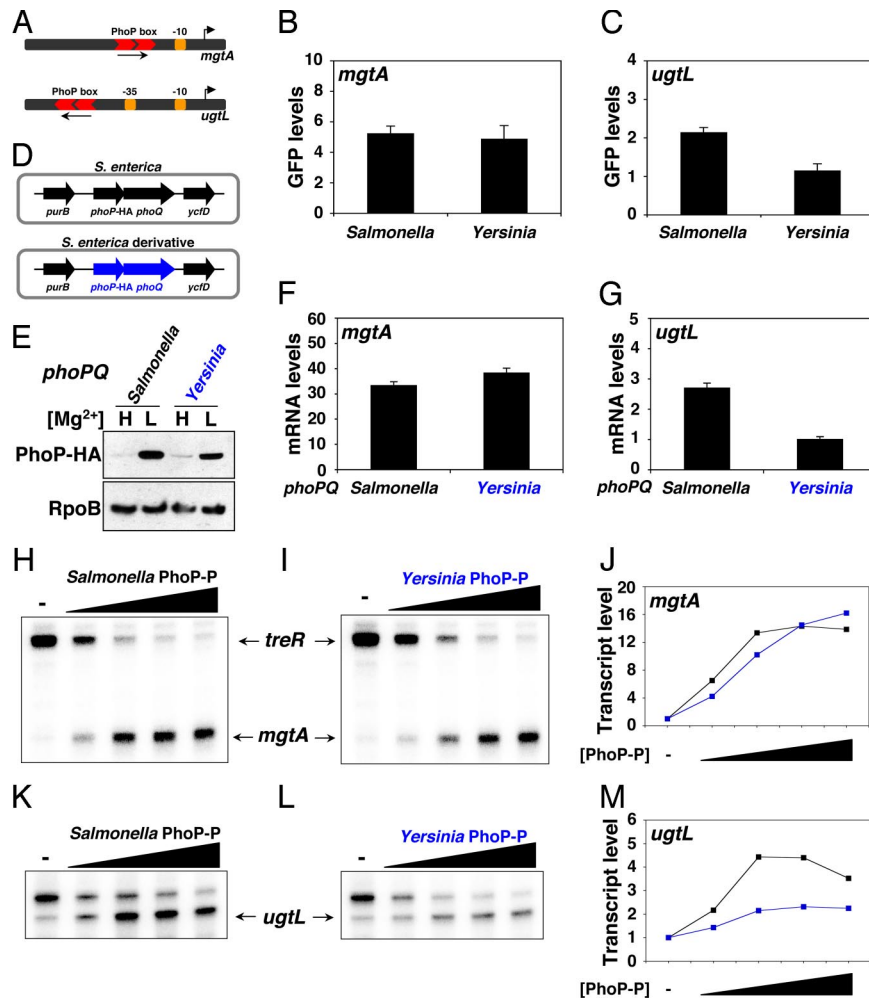 A
PhoP box -10
mgtA
PhoP box -35 -10
ugtL
B
mgtA
GFP levels
10
8
6
4
2
0
Salmonella Yersinia
C
ugtL
GFP levels
4
3
2
1
0
Salmonella Yersinia
D
S. enterica
purB phoP-HA phoQ ycfD
S. enterica derivative
purB phoP-HA phoQ ycfD
E
phoPQ Salmonella Yersinia
[Mg2+] H L H L
PhoP-HA
RpoB
F
mgtA
mRNA levels
60
50
40
30
20
10
0
phoPQ Salmonella Yersinia
G
ugtL
mRNA levels
5
4
3
2
1
0
phoPQ Salmonella Yersinia
H
Salmonella PhoP-P
-
← treR →
← mgtA →
I
Yersinia PhoP-P
-
J
mgtA
Transcript level
20
16
12
8
4
0
[PhoP-P] -
K
Salmonella PhoP-P
-
← ugtL →
L
Yersinia PhoP-P
-
M
ugtL
Transcript level
6
5
4
3
2
1
0
[PhoP-P] -